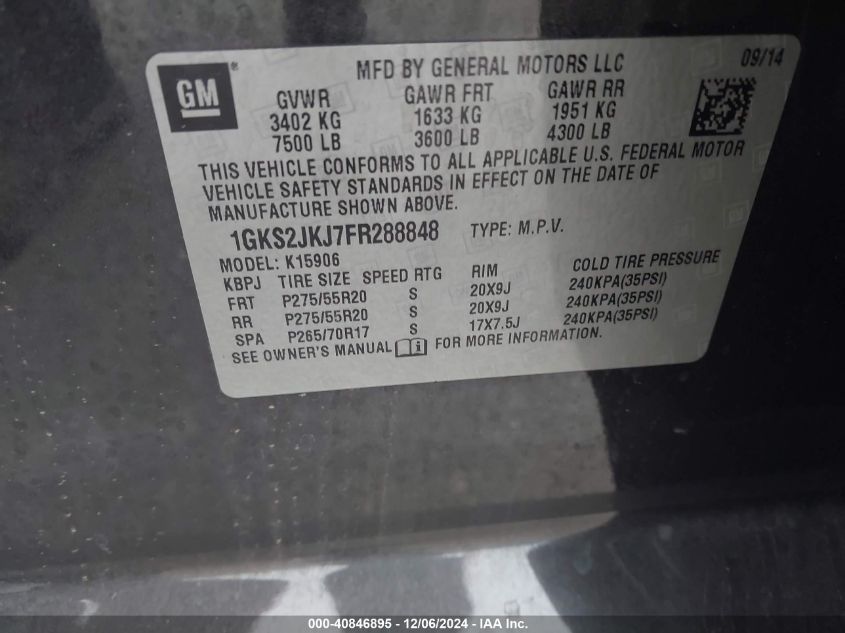 GM
MFD BY GENERAL MOTORS LLC
09/14
GVWR GAWR FRT GAWR RR
3402 KG 1633 KG 1951 KG
7500 LB 3600 LB 4300 LB
THIS VEHICLE CONFORMS TO ALL APPLICABLE U.S. FEDERAL MOTOR
VEHICLE SAFETY STANDARDS IN EFFECT ON THE DATE OF
MANUFACTURE SHOWN ABOVE.
1GKS2JKJ7FR288848 TYPE: M.P.V.
MODEL: K15906
KBPJ TIRE SIZE SPEED RTG RIM COLD TIRE PRESSURE
FRT P275/55R20 S 20X9J 240KPA(35PSI)
RR P275/55R20 S 20X9J 240KPA(35PSI)
SPA P265/70R17 S 17X7.5J 240KPA(35PSI)
SEE OWNER'S MANUAL FOR MORE INFORMATION.
000-40846895 - 12/06/2024 - IAA Inc.